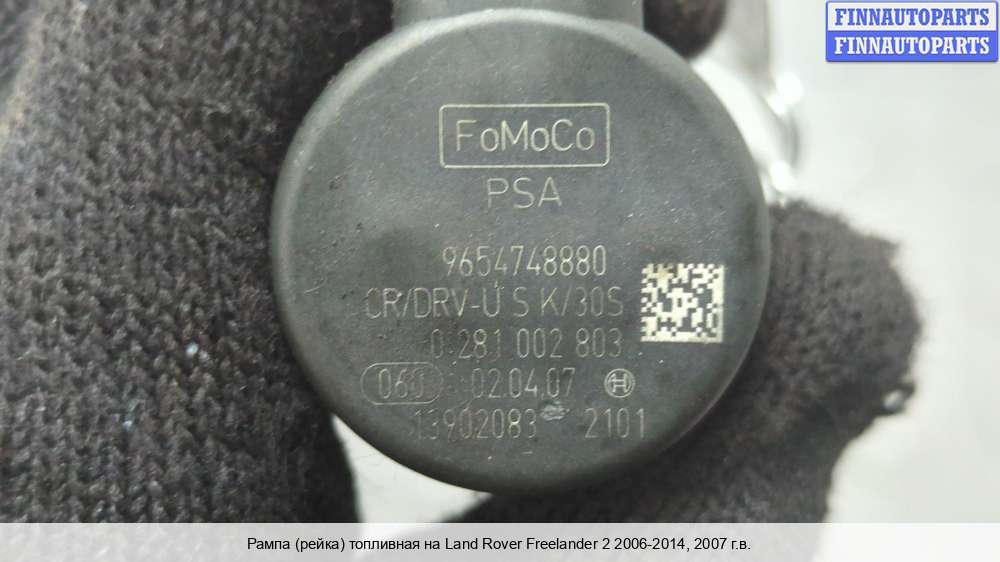 FINNAUTOPARTS
FINNAUTOPARTS
FoMoCo
PSA
9654748880
CR/DRV-U S K/30S
0 281 002 803
060 02.04.07
13902083 2101
Рампа (рейка) топливная на Land Rover Freelander 2 2006-2014, 2007 г.в.